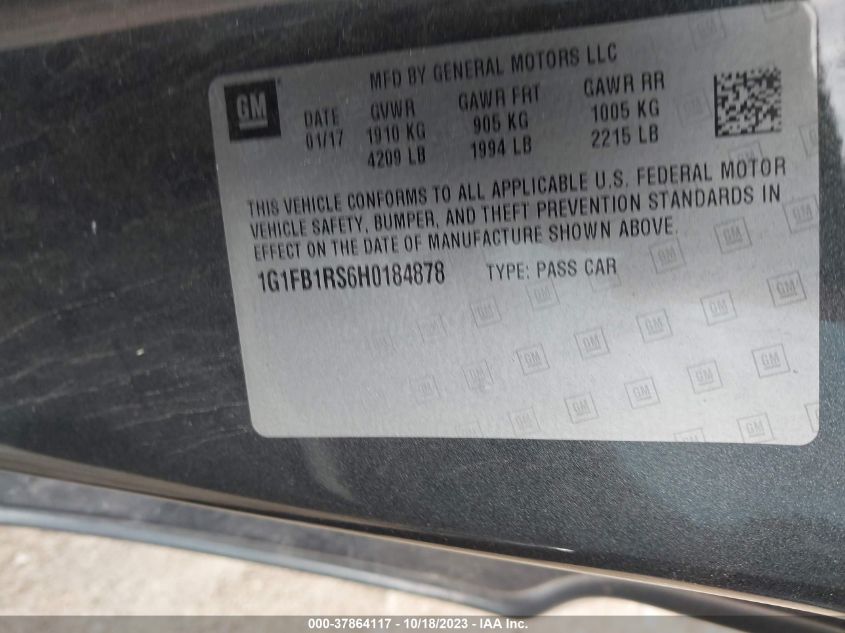 GM
MFD BY GENERAL MOTORS LLC
DATE GVWR GAWR FRT GAWR RR
01/17 1910 KG 905 KG 1005 KG
4209 LB 1994 LB 2215 LB
THIS VEHICLE CONFORMS TO ALL APPLICABLE U.S. FEDERAL MOTOR
VEHICLE SAFETY, BUMPER, AND THEFT PREVENTION STANDARDS IN
EFFECT ON THE DATE OF MANUFACTURE SHOWN ABOVE.
1G1FB1RS6H0184878 TYPE: PASS CAR
000-37864117 - 10/18/2023 - IAAI Inc.